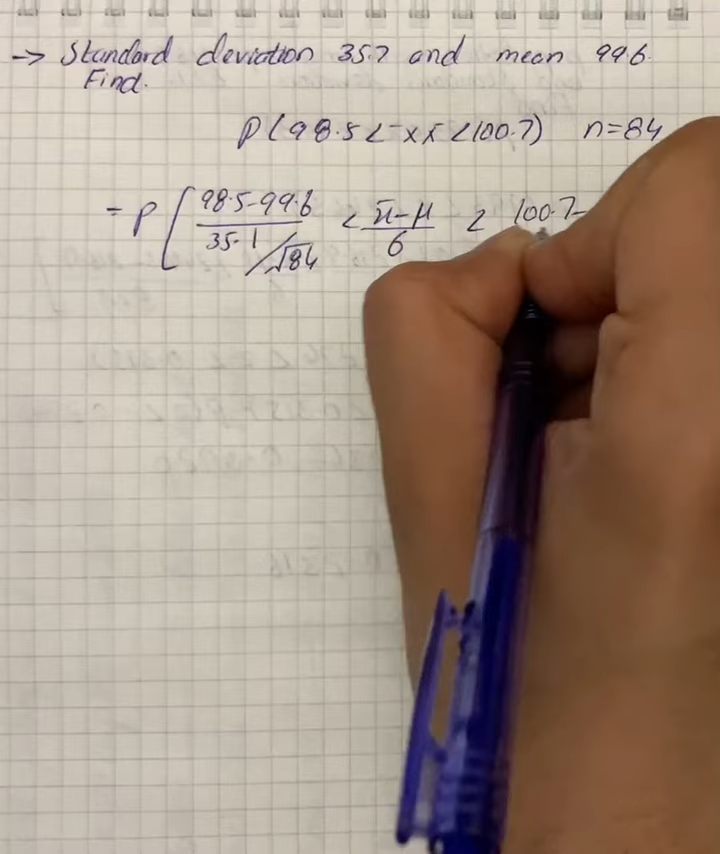 → Standard deviation 35.7 and mean 99.6.
Find.
P(98.5 < x̄ < 100.7) n=84
= P [ 98.5-99.6 / 35.1/√84 < x̄-μ / 6 < 100.7-